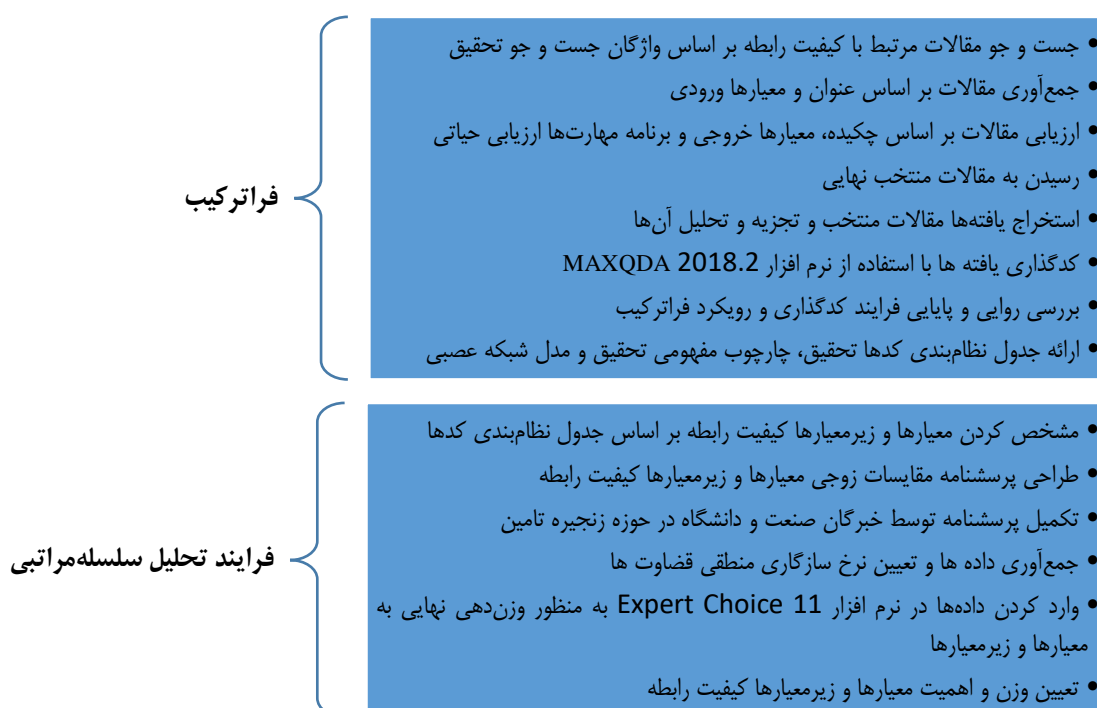 • جست و جو مقالات مرتبط با کیفیت رابطه بر اساس واژگان جست و جو تحقیق
• جمع‌آوری مقالات بر اساس عنوان و معیارها ورودی
• ارزیابی مقالات بر اساس چکیده، معیارها خروجی و برنامه مهارت‌ها ارزیابی حیاتی
• رسیدن به مقالات منتخب نهایی
• استخراج یافته‌ها مقالات منتخب و تجزیه و تحلیل آن‌ها
• کدگذاری یافته ها با استفاده از نرم افزار MAXQDA 2018.2
• بررسی روایی و پایایی فرایند کدگذاری و رویکرد فراترکیب
• ارائه جدول نظام‌بندی کدها تحقیق، چارچوب مفهومی تحقیق و مدل شبکه عصبی
فراترکیب
• مشخص کردن معیارها و زیرمعیارها کیفیت رابطه بر اساس جدول نظام‌بندی کدها
• طراحی پرسشنامه مقایسات زوجی معیارها و زیرمعیارها کیفیت رابطه
• تکمیل پرسشنامه توسط خبرگان صنعت و دانشگاه در حوزه زنجیره تامین
• جمع‌آوری داده ها و تعیین نرخ سازگاری منطقی قضاوت ها
• وارد کردن داده‌ها در نرم افزار Expert Choice 11 به منظور وزن‌دهی نهایی به
معیارها و زیرمعیارها
• تعیین وزن و اهمیت معیارها و زیرمعیارها کیفیت رابطه
فرایند تحلیل سلسله‌مراتبی